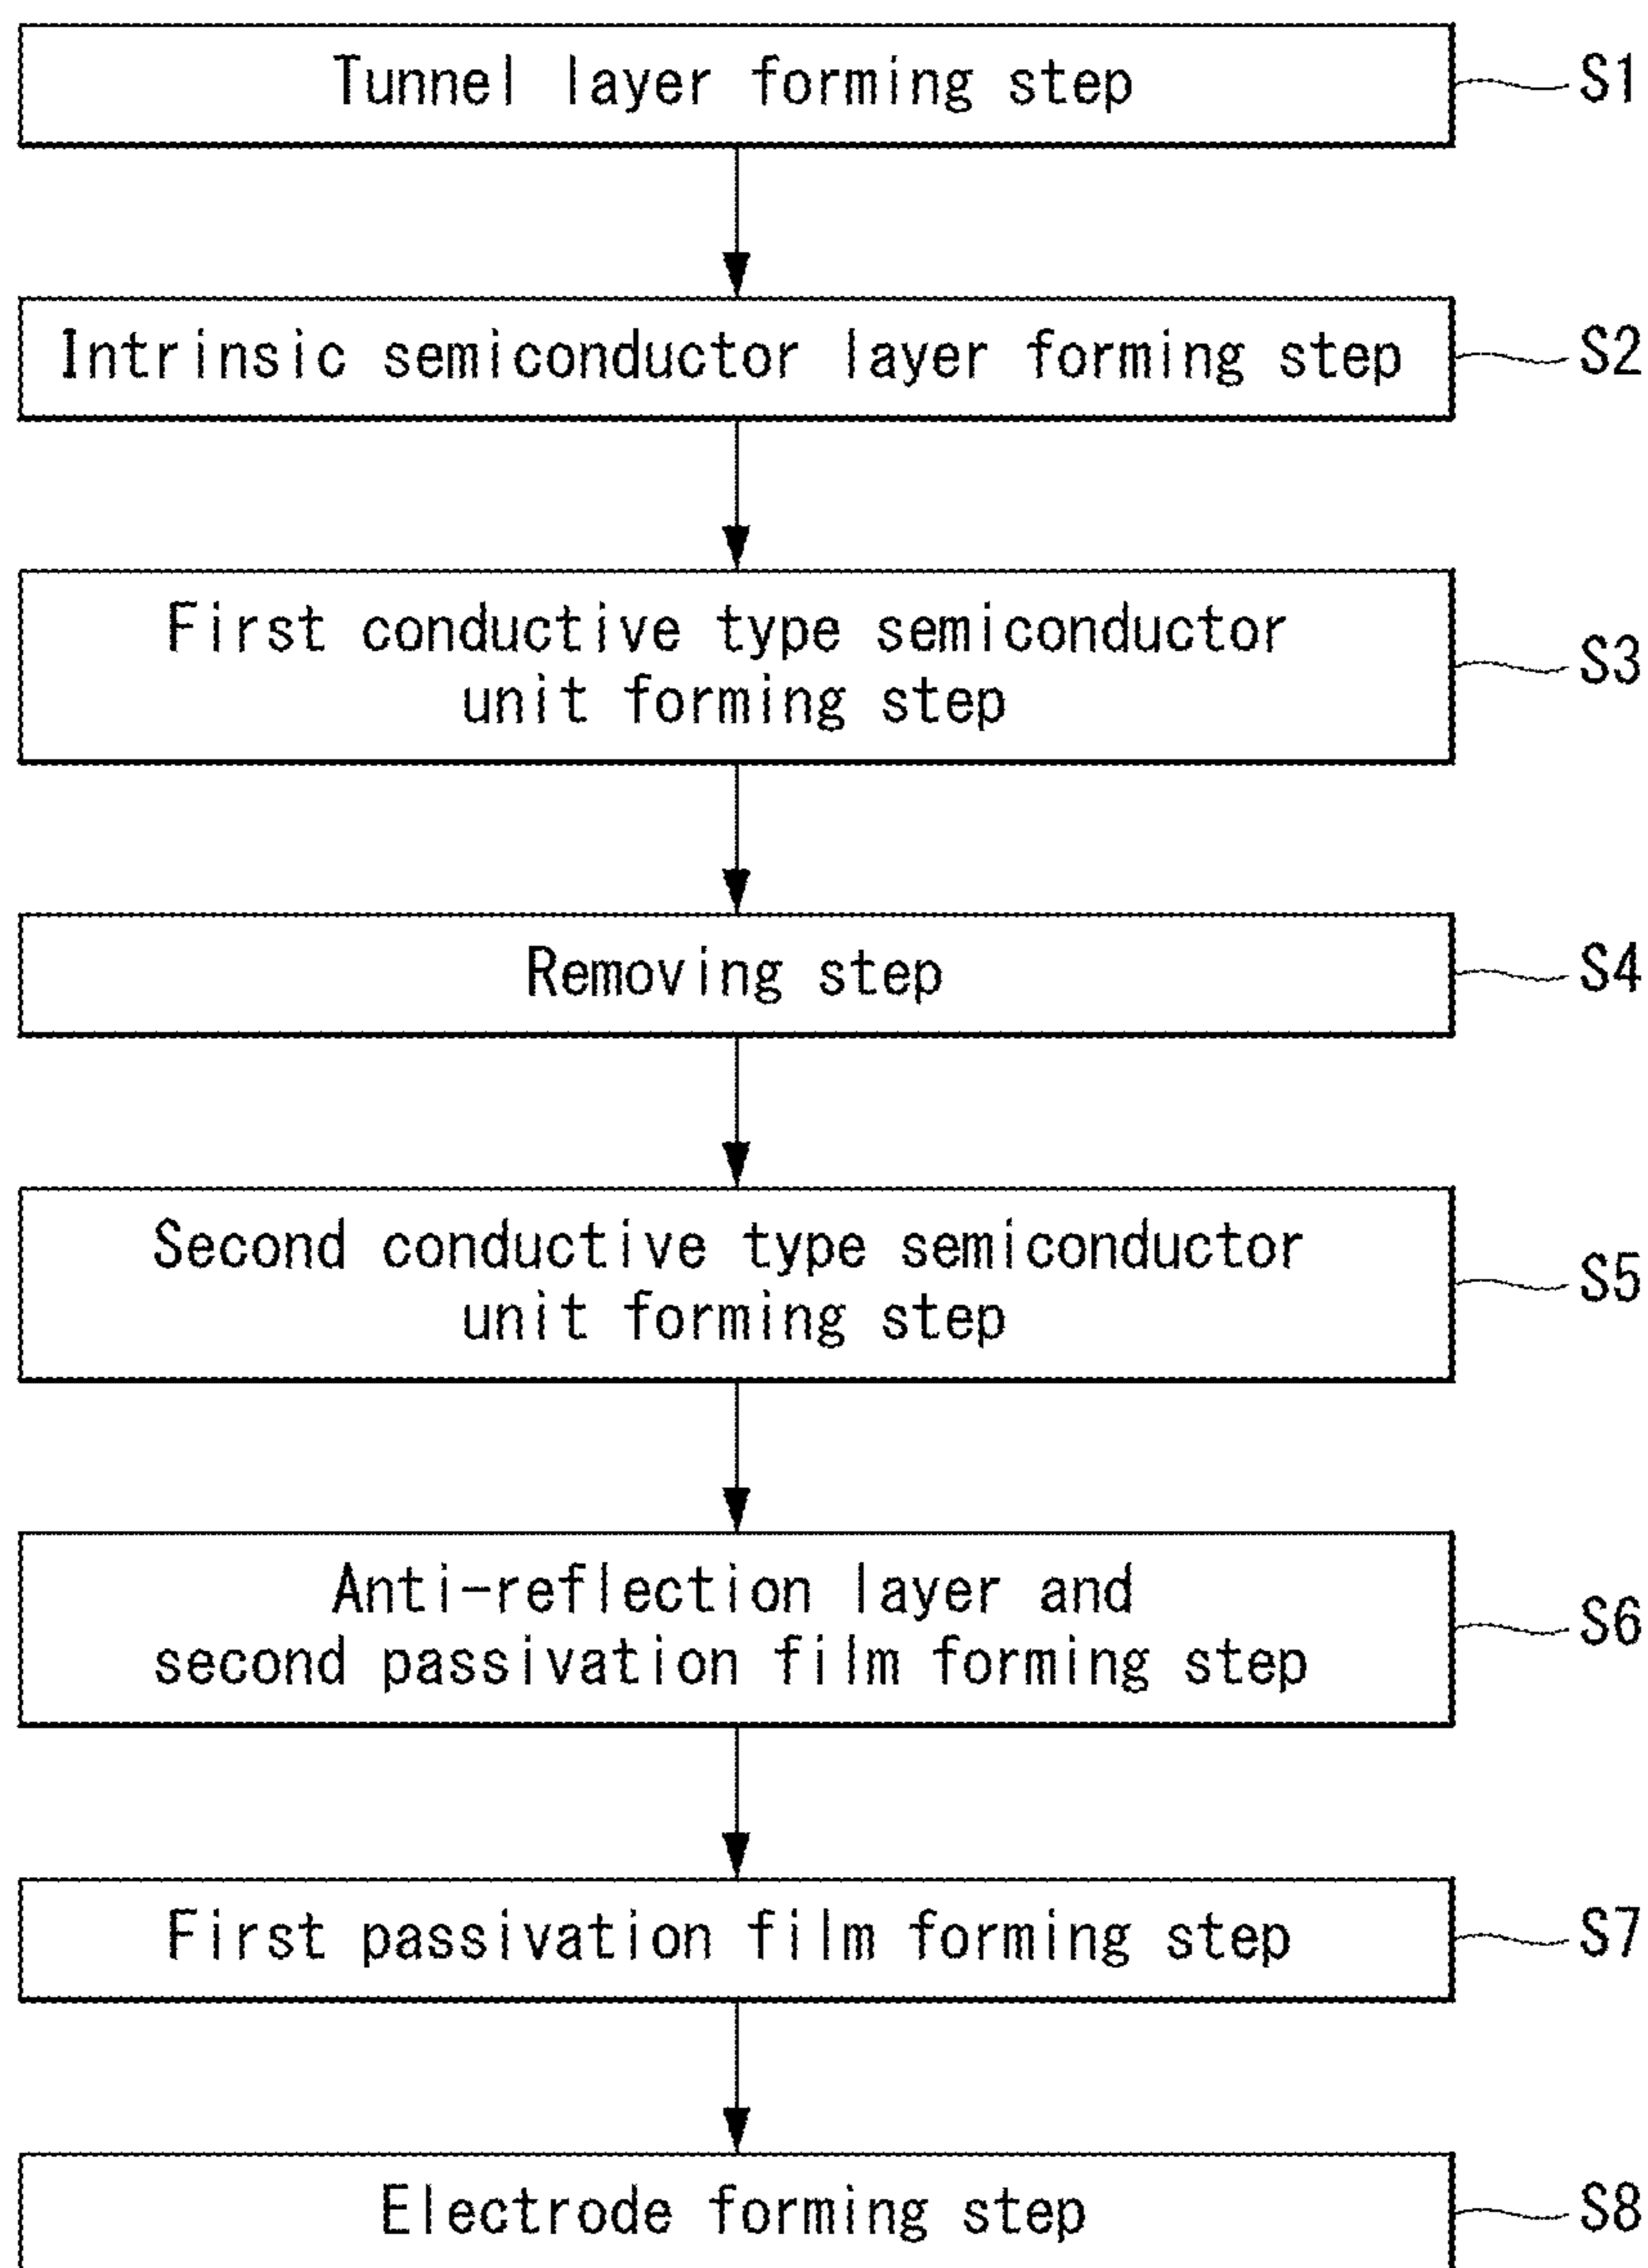 Tunnel layer forming step
S1
Intrinsic semiconductor layer forming step
S2
First conductive type semiconductor
unit forming step
S3
Removing step
S4
Second conductive type semiconductor
unit forming step
S5
Anti-reflection layer and
second passivation film forming step
S6
First passivation film forming step
S7
Electrode forming step
S8